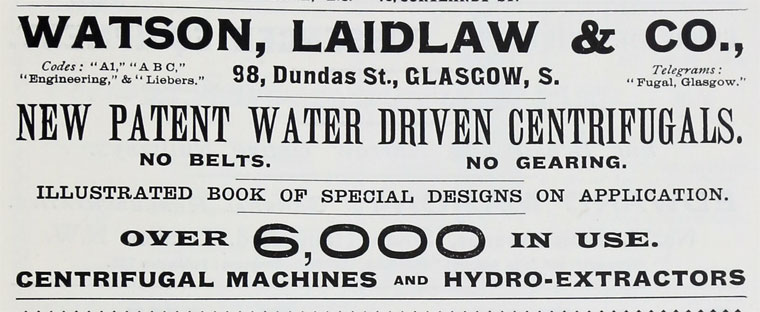 WATSON, LAIDLAW & CO.,
Codes: "A1," "A B C,"
"Engineering," & "Liebers."
98, Dundas St., GLASGOW, S.
Telegrams:
"Fugal, Glasgow."
NEW PATENT WATER DRIVEN CENTRIFUGALS.
NO BELTS. NO GEARING.
ILLUSTRATED BOOK OF SPECIAL DESIGNS ON APPLICATION.
OVER 6,000 IN USE.
CENTRIFUGAL MACHINES AND HYDRO-EXTRACTORS